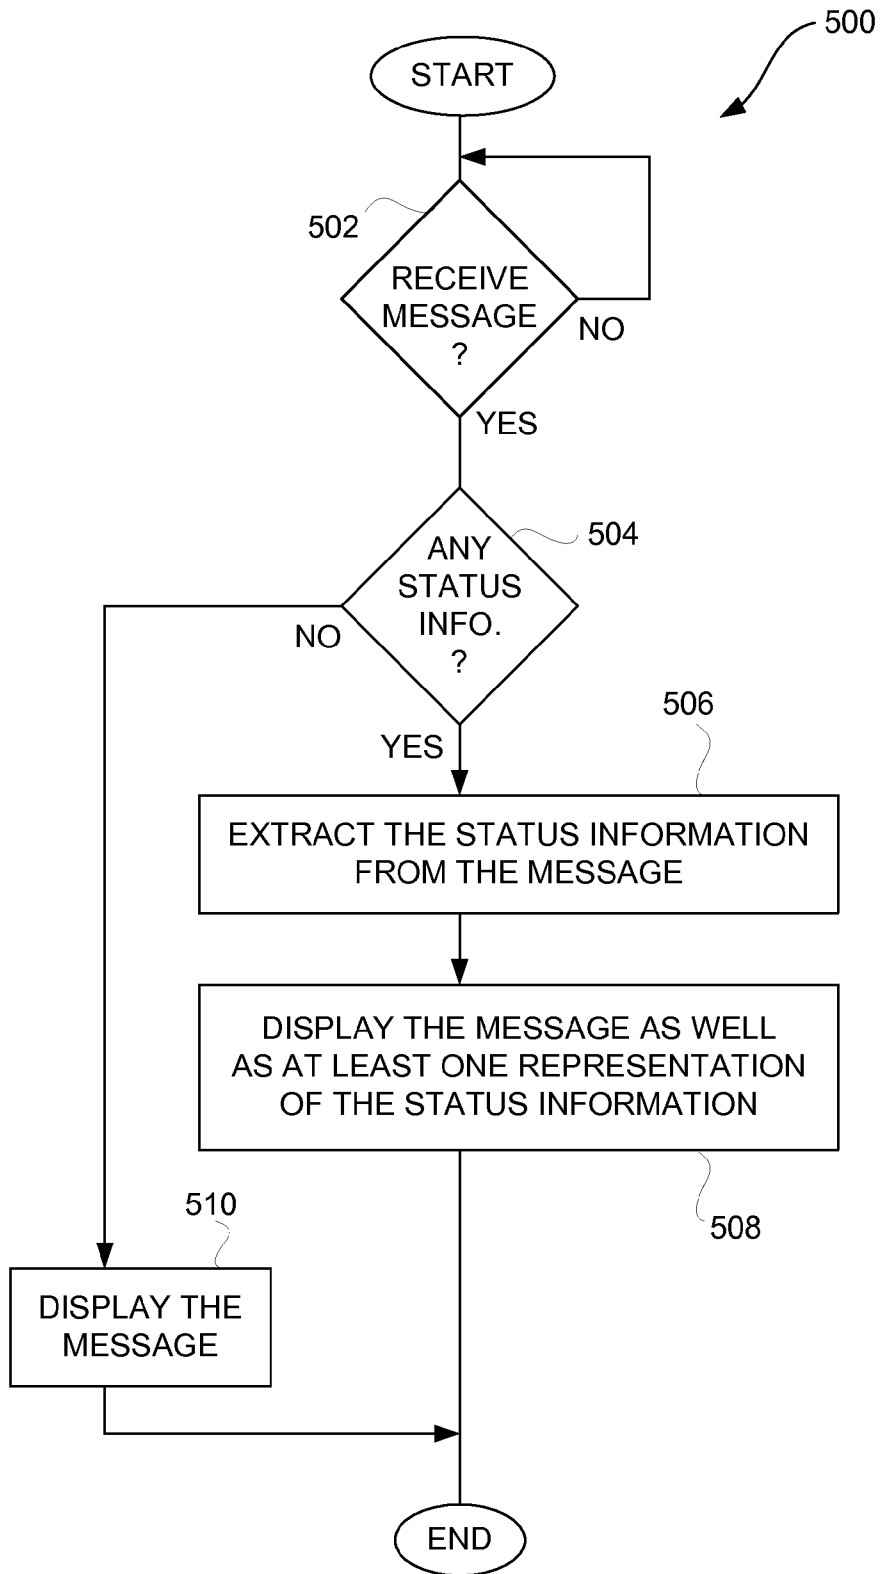 500
START
502
RECEIVE
MESSAGE
?
NO
YES
504
ANY
STATUS
INFO.
?
NO
YES
506
EXTRACT THE STATUS INFORMATION
FROM THE MESSAGE
DISPLAY THE MESSAGE AS WELL
AS AT LEAST ONE REPRESENTATION
OF THE STATUS INFORMATION
508
510
DISPLAY THE
MESSAGE
END